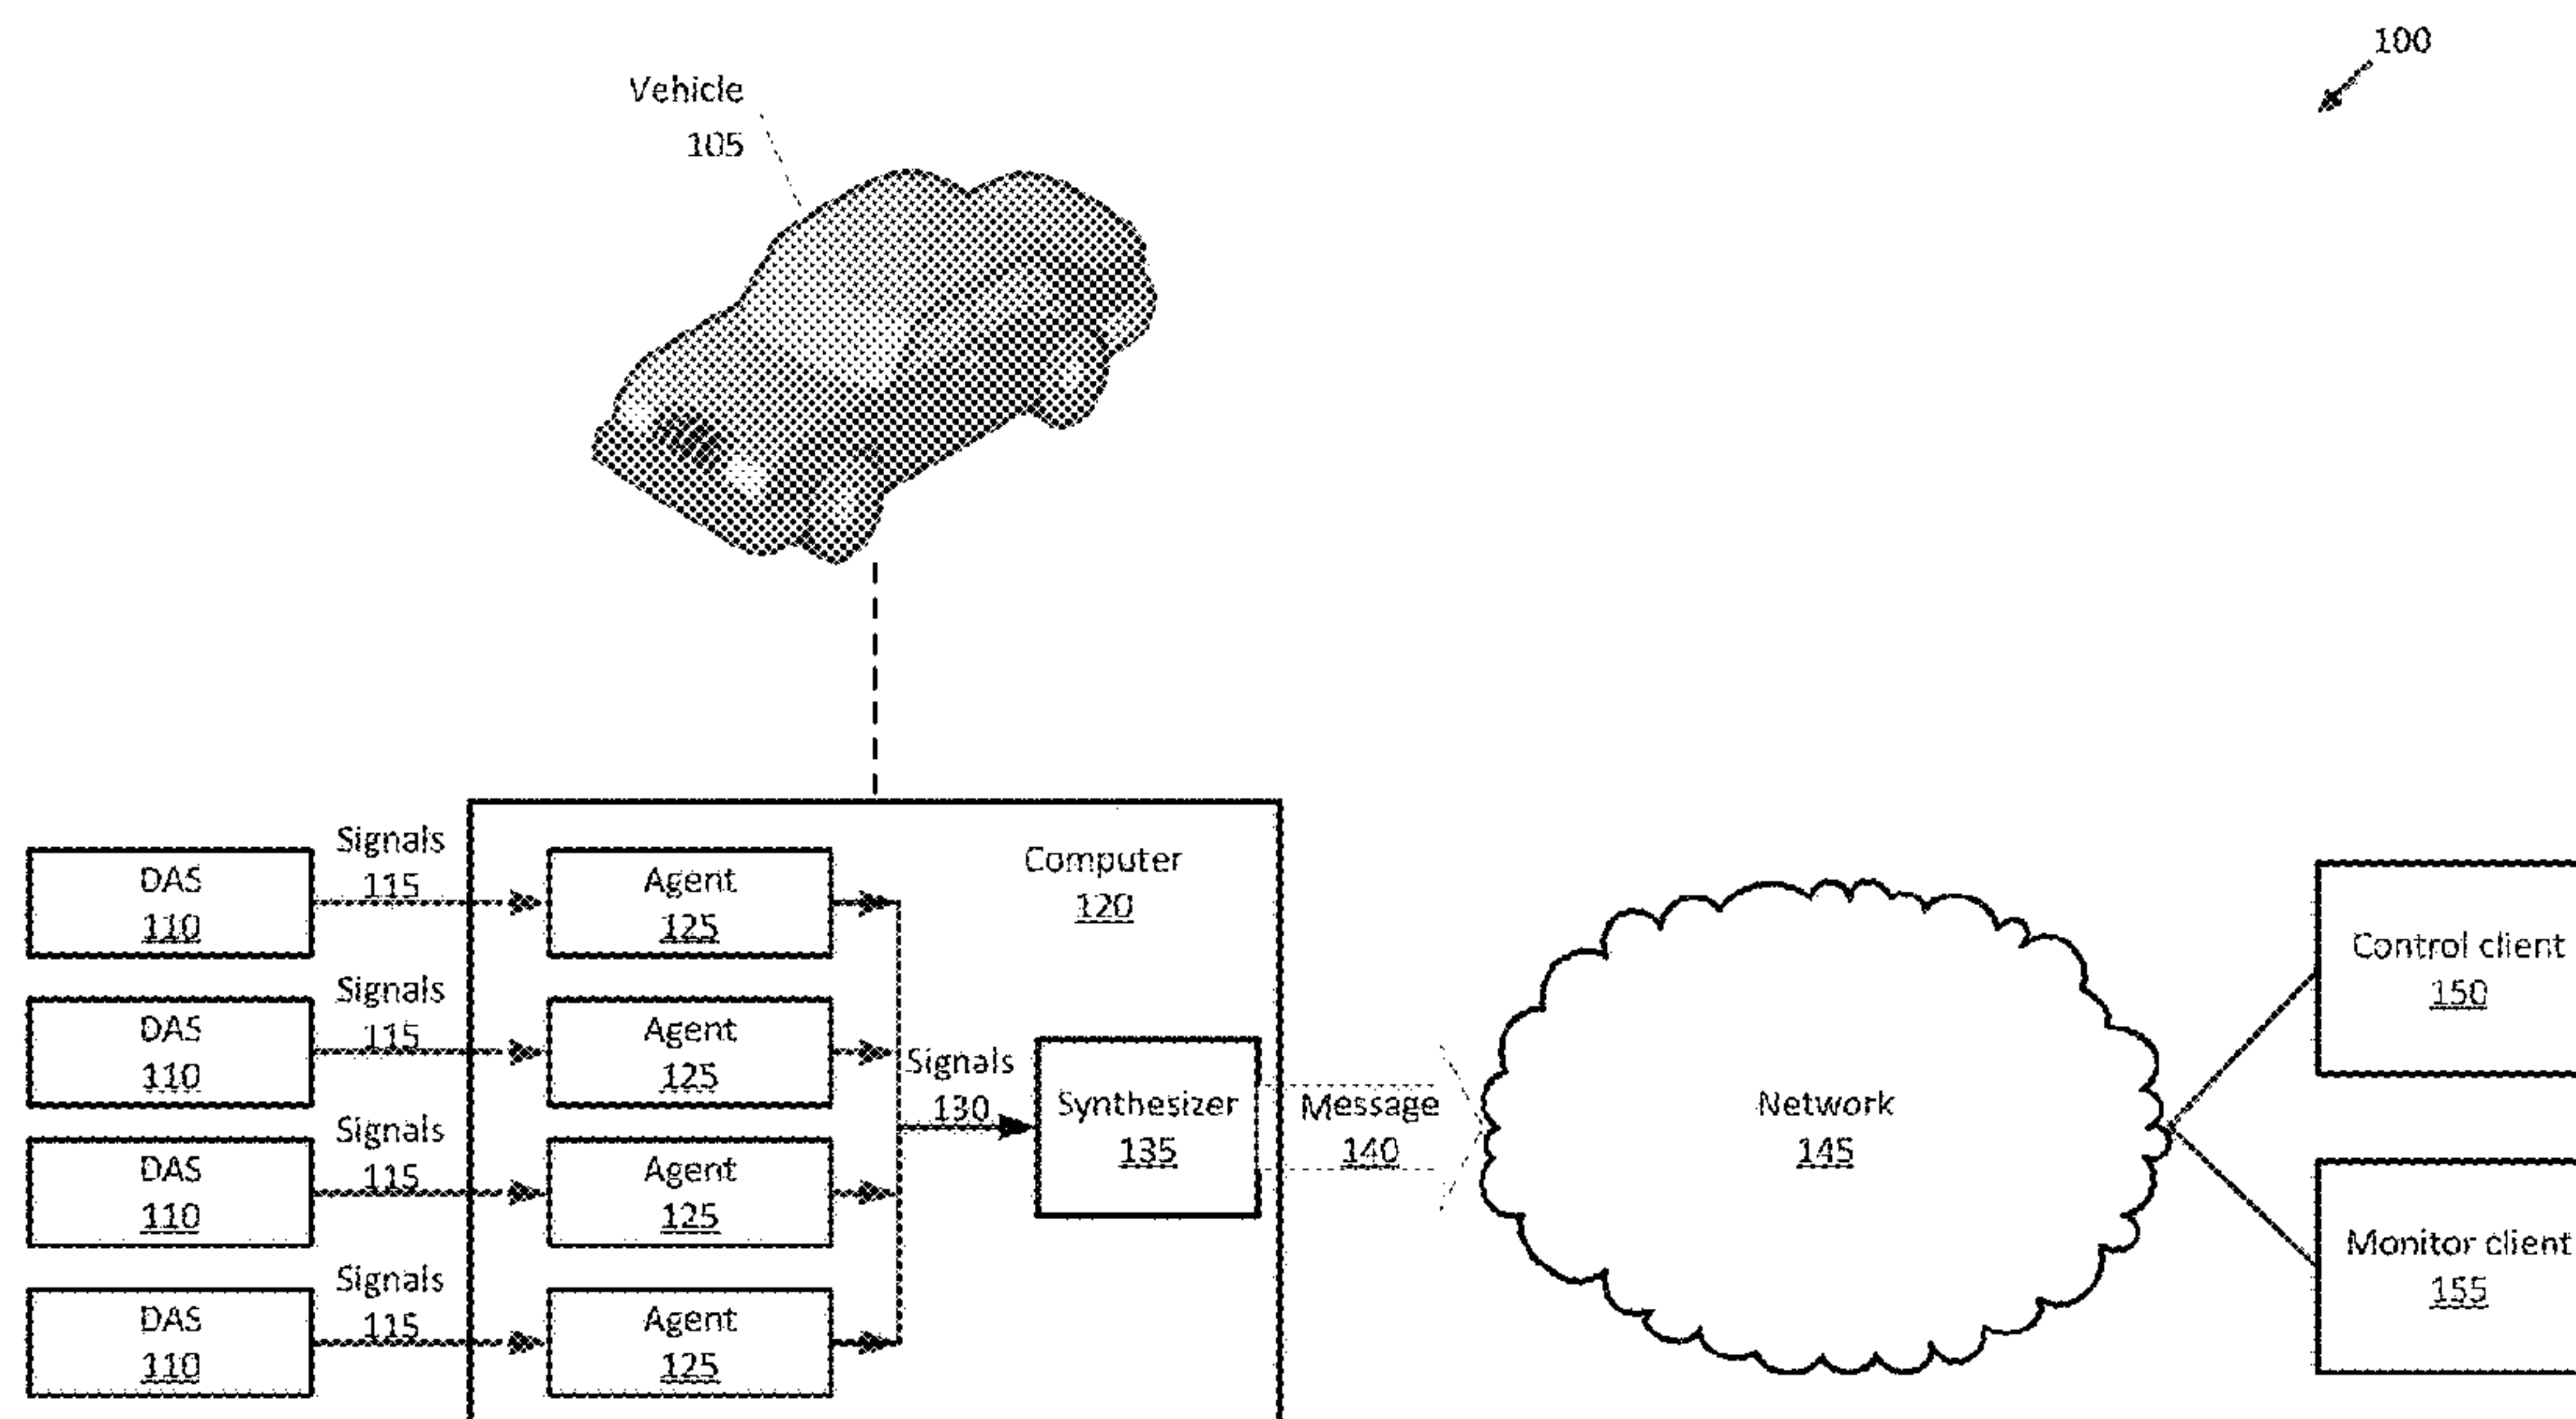 100
Vehicle
105
Signals
115
DAS
110
Agent
125
Computer
120
Signals
115
DAS
110
Agent
125
Signals
130
Signals
115
DAS
110
Agent
125
Synthesizer
135
Message
140
Network
145
Control client
150
Monitor client
155
Signals
115
DAS
110
Agent
125